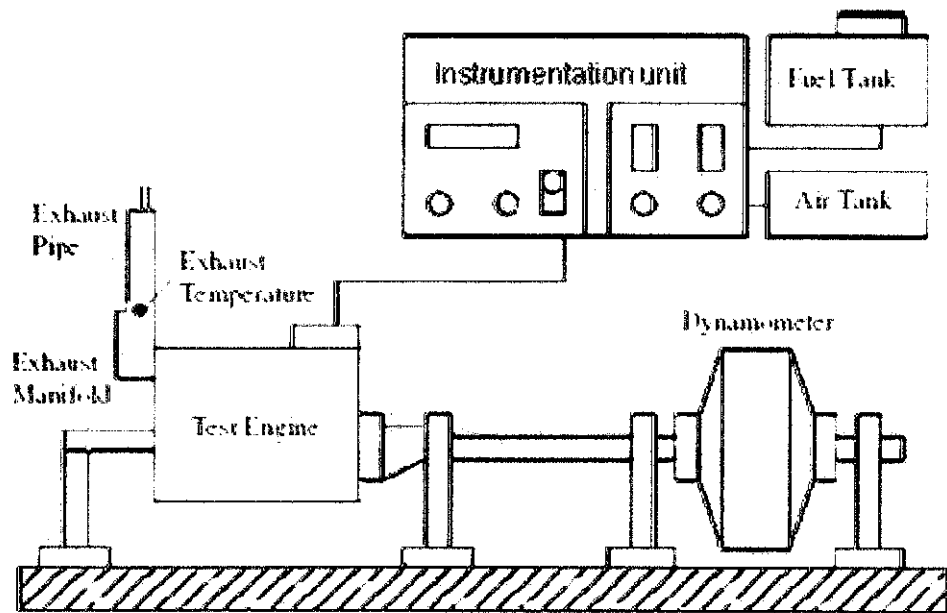 Instrumentation unit
Fuel Tank
Air Tank
Exhaust
Pipe
Exhaust
Temperature
Exhaust
Manifold
Test Engine
Dynamometer